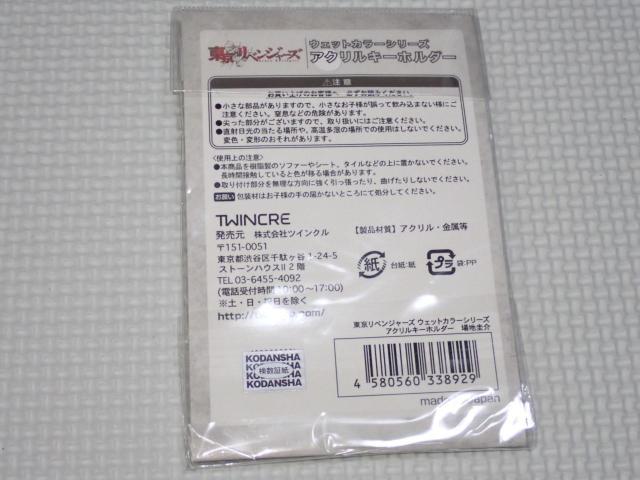 東京リベンジャーズ
ウェットカラーシリーズ
アクリルキーホルダー
⚠注意
お買い上げのお客様へ 必ずお読みください
●小さな部品がありますので、小さなお子様が誤って飲み込まない様にご注意ください。窒息などの危険があります。
●尖った部分がございますので、取り扱いにはご注意ください。
●直射日光の当たる場所や、高温多湿の場所での使用はしないでください。
変色・変形のおそれがあります。
〈使用上の注意〉
●本商品を樹脂製のソファーやシート、タイルなどの上に置かないでください。
長時間接触していると色が移る場合があります。
●取り付け部分を無理な方向に強く引っ張ったり、曲げたりしないでください。
お願い 包装材はお子様の手の届かないところにて処分してください。
TWINCRE
発売元 株式会社ツインクル
〒151-0051
東京都渋谷区千駄ヶ谷1-24-5
ストーンハウスⅡ2階
TEL 03-6455-4092
(電話受付時間 10:00〜17:00)
※土・日・祝日を除く
.com/
【製品材質】アクリル・金属等
紙 台紙:紙
プラ 袋:PP
東京リベンジャーズ ウェットカラーシリーズ
アクリルキーホルダー 場地圭介
KODANSHA
KODANSHA
検数証紙
KODANSHA
KODANSHA
4 580560 338929
made in Japan